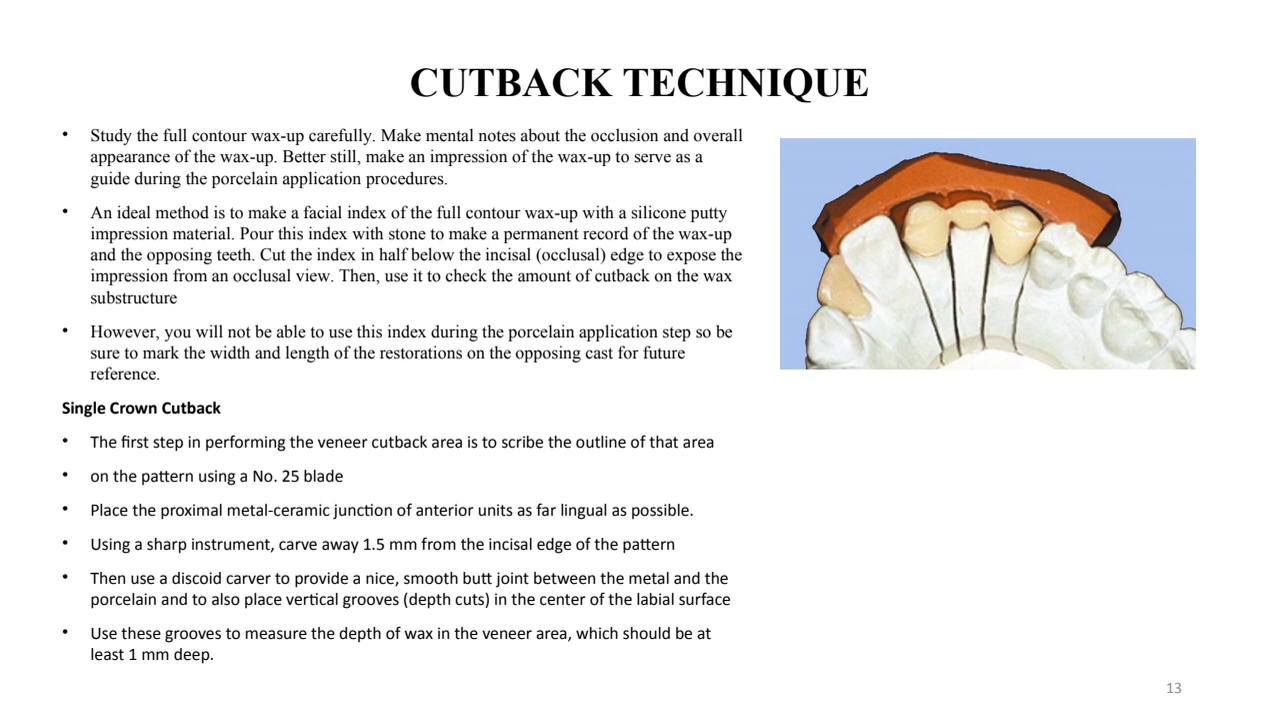 CUTBACK TECHNIQUE
• Study the full contour wax-up carefully. Make mental notes about the occlusion and overall
appearance of the wax-up. Better still, make an impression of the wax-up to serve as a
guide during the porcelain application procedures.
• An ideal method is to make a facial index of the full contour wax-up with a silicone putty
impression material. Pour this index with stone to make a permanent record of the wax-up
and the opposing teeth. Cut the index in half below the incisal (occlusal) edge to expose the
impression from an occlusal view. Then, use it to check the amount of cutback on the wax
substructure
• However, you will not be able to use this index during the porcelain application step so be
sure to mark the width and length of the restorations on the opposing cast for future
reference.
Single Crown Cutback
• The first step in performing the veneer cutback area is to scribe the outline of that area
• on the pattern using a No. 25 blade
• Place the proximal metal-ceramic junction of anterior units as far lingual as possible.
• Using a sharp instrument, carve away 1.5 mm from the incisal edge of the pattern
• Then use a discoid carver to provide a nice, smooth butt joint between the metal and the
porcelain and to also place vertical grooves (depth cuts) in the center of the labial surface
• Use these grooves to measure the depth of wax in the veneer area, which should be at
least 1 mm deep.
13